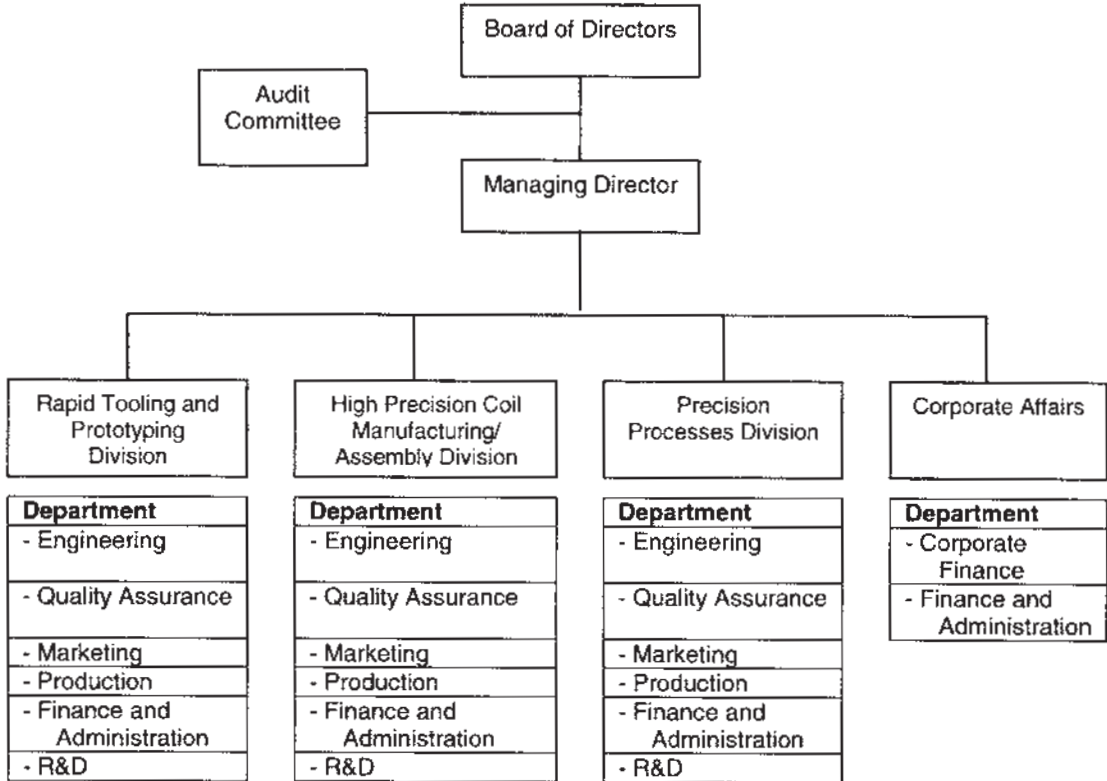 Board of Directors
Audit
Committee
Managing Director
Rapid Tooling and
Prototyping
Division
High Precision Coil
Manufacturing/
Assembly Division
Precision
Processes Division
Corporate Affairs
Department
- Engineering
- Quality Assurance
- Marketing
- Production
- Finance and
Administration
- R&D
Department
- Engineering
- Quality Assurance
- Marketing
- Production
- Finance and
Administration
- R&D
Department
- Engineering
- Quality Assurance
- Marketing
- Production
- Finance and
Administration
- R&D
Department
- Corporate
Finance
- Finance and
Administration